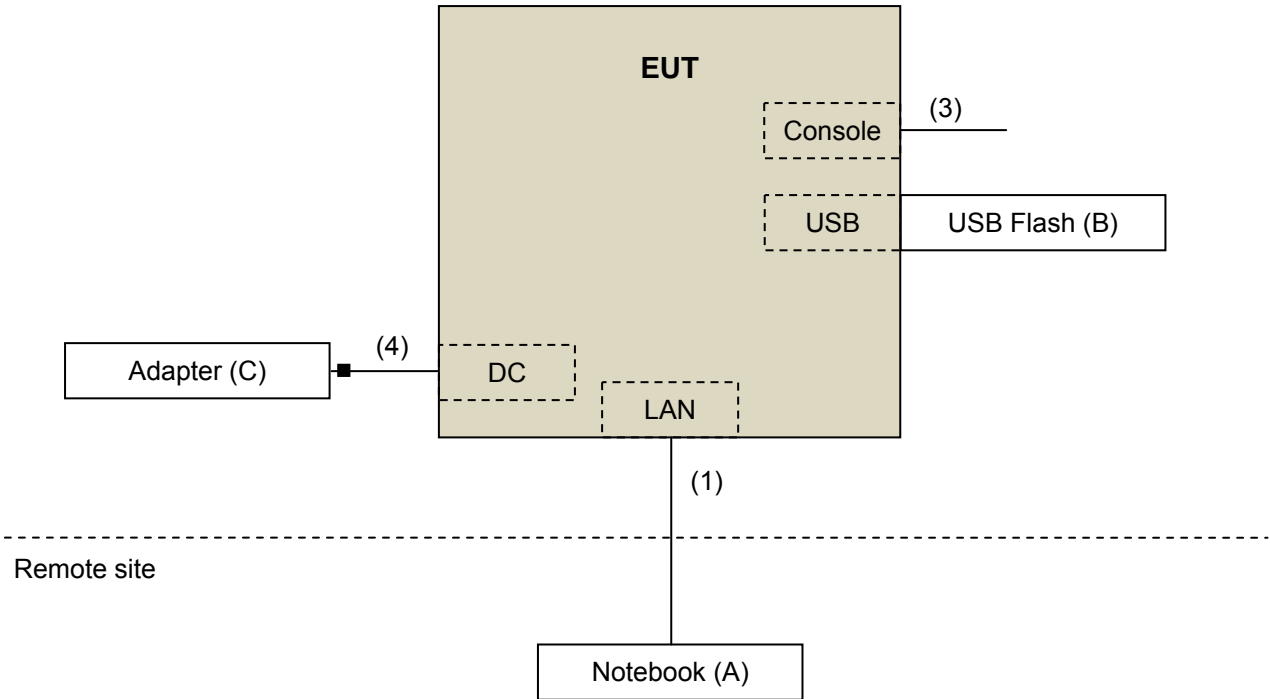 EUT
(3)
Console
USB
USB Flash (B)
(4)
Adapter (C)
DC
LAN
(1)
Remote site
Notebook (A)